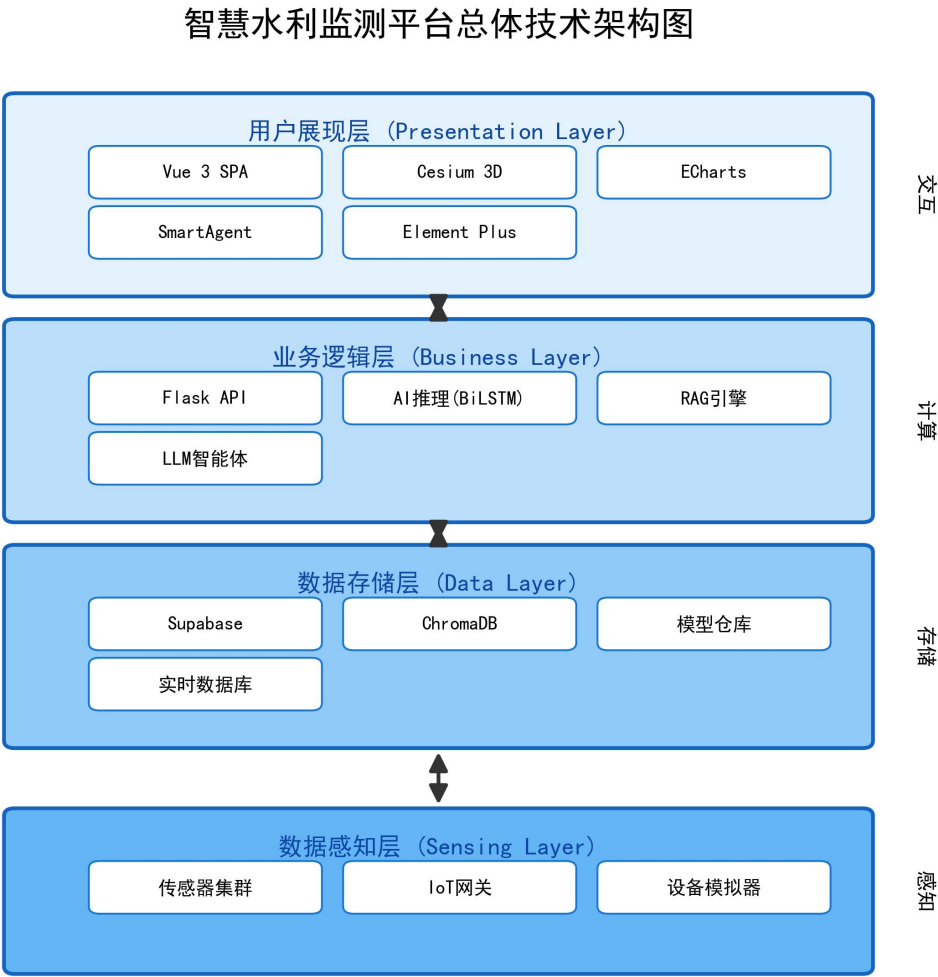 智慧水利监测平台总体技术架构图
用户展现层 (Presentation Layer)
Vue 3 SPA
Cesium 3D
ECharts
SmartAgent
Element Plus
交互
业务逻辑层 (Business Layer)
Flask API
AI推理(BiLSTM)
RAG引擎
LLM智能体
计算
数据存储层 (Data Layer)
Supabase
ChromaDB
模型仓库
实时数据库
存储
数据感知层 (Sensing Layer)
传感器集群
IoT网关
设备模拟器
感知